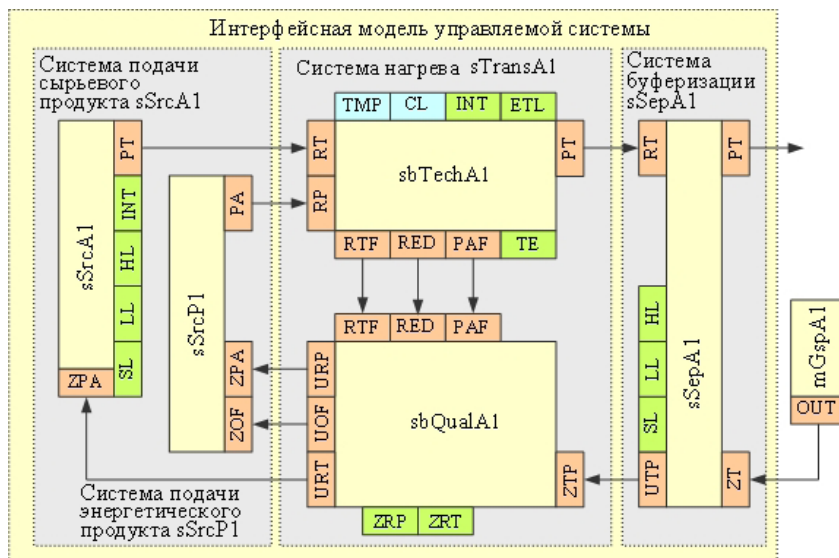 Интерфейсная модель управляемой системы
Система подачи
сырьевого
продукта sSrcA1
Система нагрева sTransA1
Система
буферизации
sSepA1
TMP
CL
INT
ETL
PT
RT
sbTechA1
PT
RT
PT
INT
PA
RP
HL
sSrcA1
RTF
RED
PAF
TE
LL
sSrcP1
SL
ZPA
RTF
RED
PAF
HL
ZPA
URP
LL
sSepA1
mGspA1
ZOF
UOF
sbQualA1
SL
OUT
URT
ZTP
UTP
ZT
Система подачи
энергетического
продукта sSrcP1
ZRP
ZRT